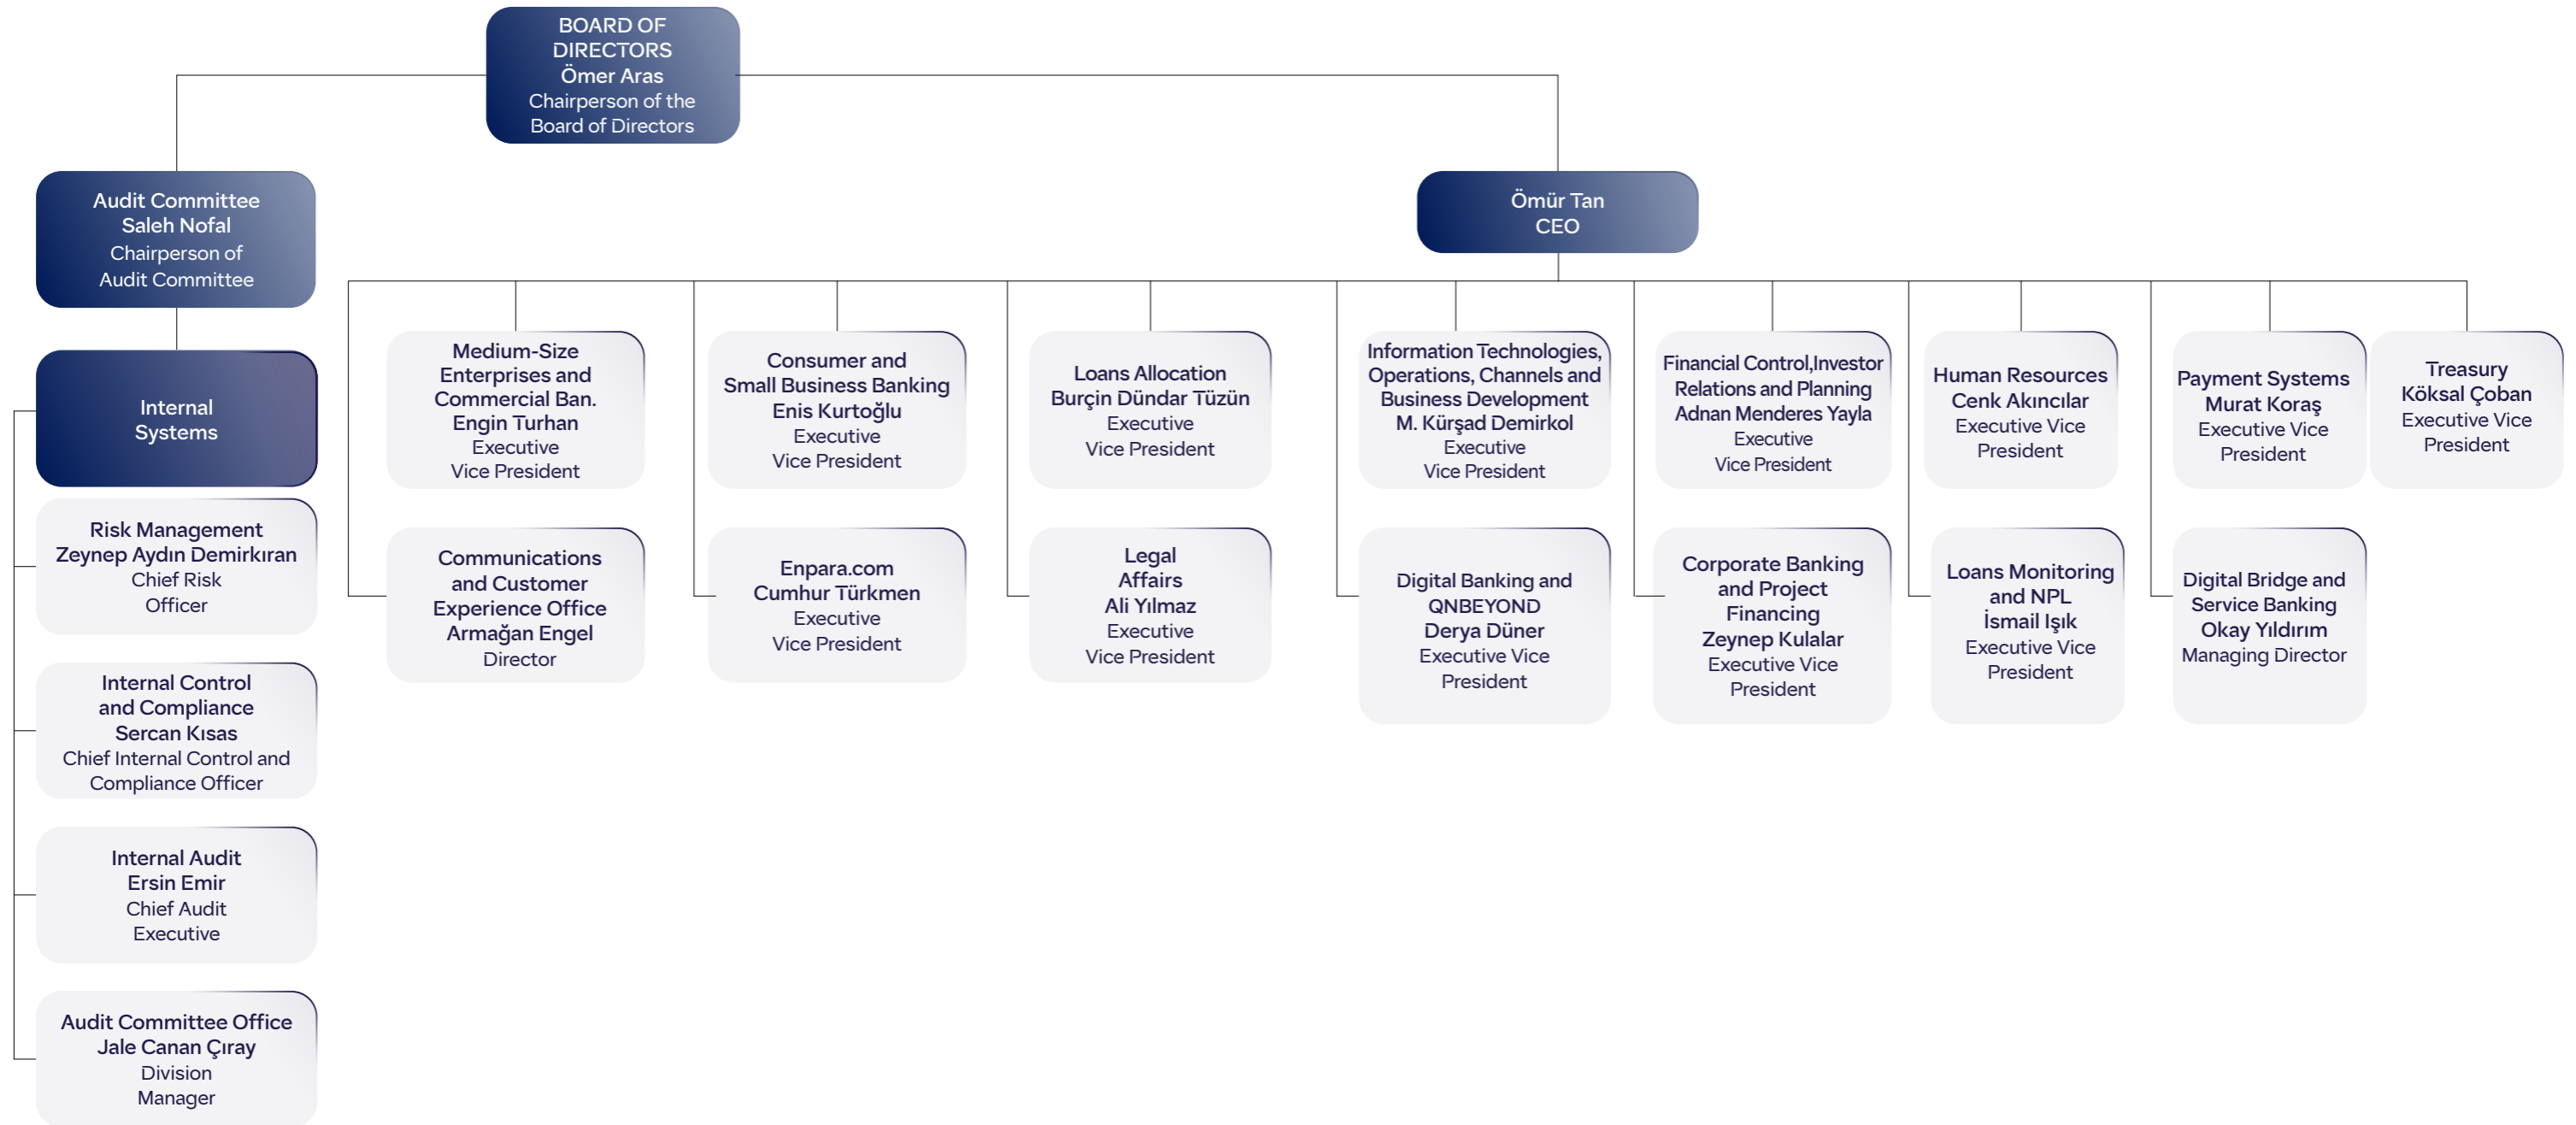 BOARD OF
DIRECTORS
Ömer Aras
Chairperson of the
Board of Directors
Audit Committee
Saleh Nofal
Chairperson of
Audit Committee
Ömür Tan
CEO
Internal
Systems
Risk Management
Zeynep Aydın Demirkıran
Chief Risk
Officer
Internal Control
and Compliance
Sercan Kısas
Chief Internal Control and
Compliance Officer
Internal Audit
Ersin Emir
Chief Audit
Executive
Audit Committee Office
Jale Canan Çıray
Division
Manager
Medium-Size
Enterprises and
Commercial Ban.
Engin Turhan
Executive
Vice President
Consumer and
Small Business Banking
Enis Kurtoğlu
Executive
Vice President
Loans Allocation
Burçin Dündar Tüzün
Executive
Vice President
Information Technologies,
Operations, Channels and
Business Development
M. Kürşad Demirkol
Executive
Vice President
Financial Control,Investor
Relations and Planning
Adnan Menderes Yayla
Executive
Vice President
Human Resources
Cenk Akıncılar
Executive Vice
President
Payment Systems
Murat Koraş
Executive Vice
President
Treasury
Köksal Çoban
Executive Vice
President
Communications
and Customer
Experience Office
Armağan Engel
Director
Enpara.com
Cumhur Türkmen
Executive
Vice President
Legal
Affairs
Ali Yılmaz
Executive
Vice President
Digital Banking and
QNBEYOND
Derya Düner
Executive Vice
President
Corporate Banking
and Project
Financing
Zeynep Kulalar
Executive Vice
President
Loans Monitoring
and NPL
İsmail Işık
Executive Vice
President
Digital Bridge and
Service Banking
Okay Yıldırım
Managing Director